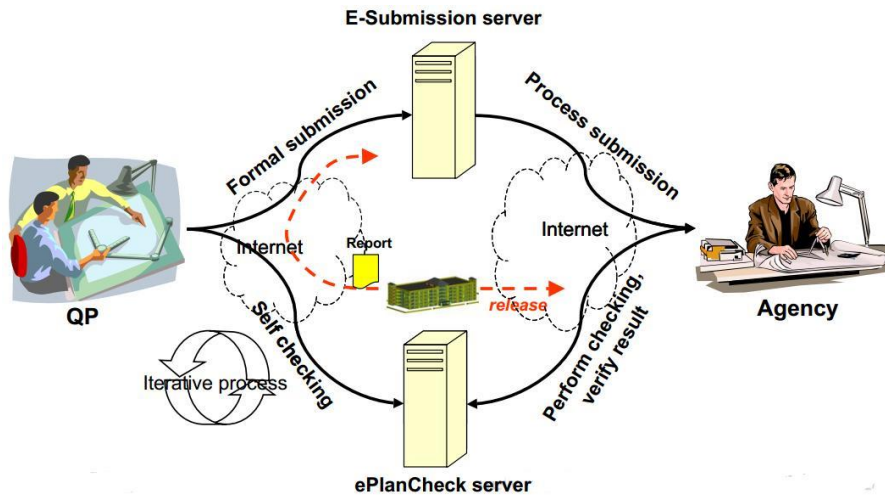 E-Submission server
Formal submission
Process submission
Internet
Report
Internet
release
QP
Agency
Self checking
Perform checking,
verify result
Iterative process
ePlanCheck server